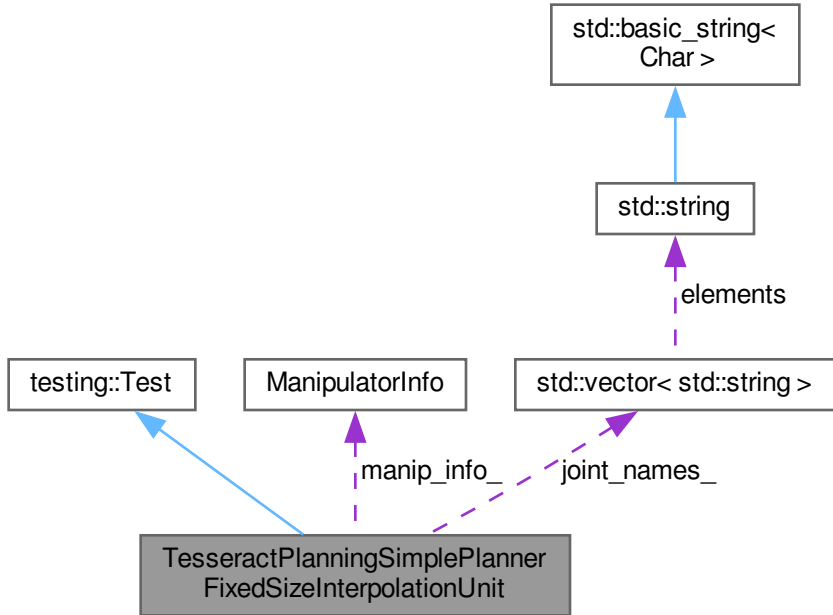 std::basic_string<
Char >
std::string
elements
testing::Test
ManipulatorInfo
std::vector< std::string >
manip_info_
joint_names_
TesseractPlanningSimplePlanner
FixedSizeInterpolationUnit